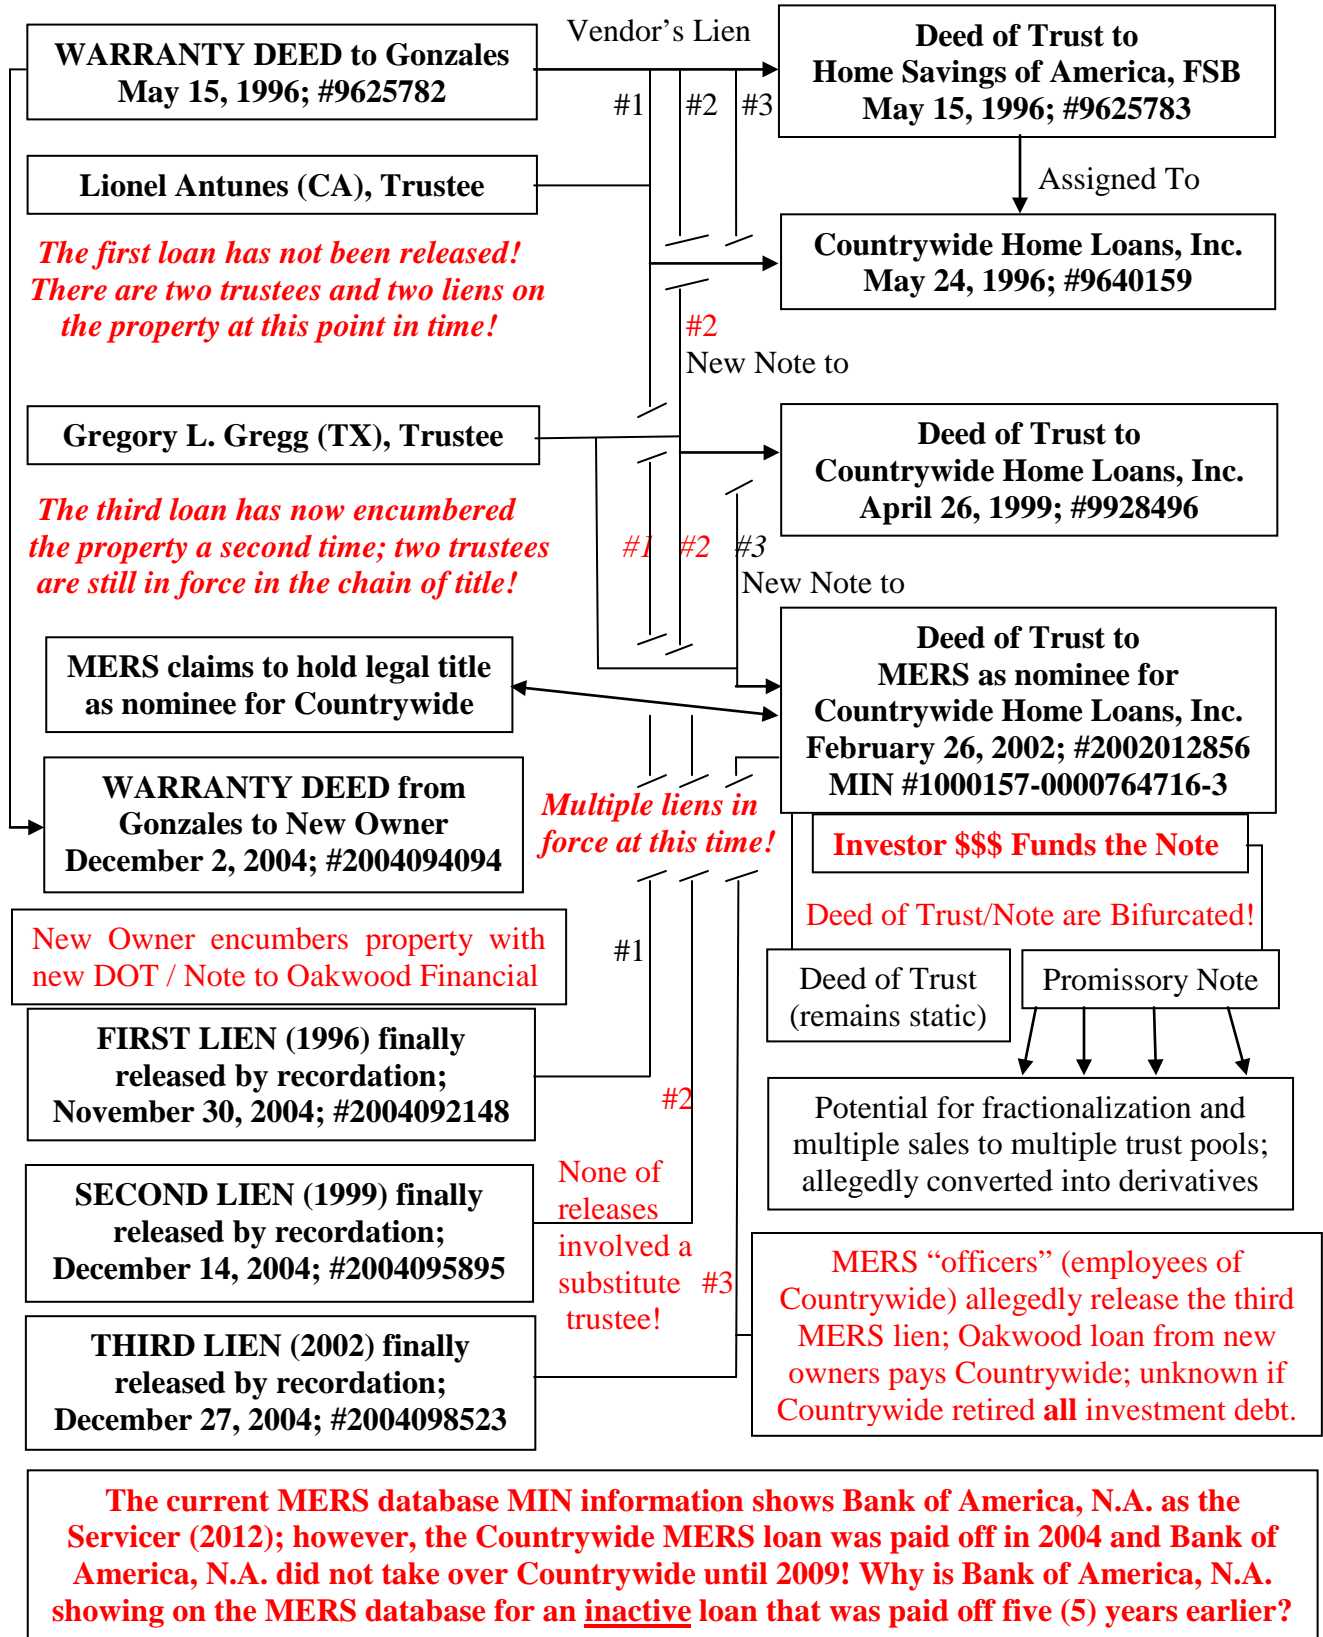 WARRANTY DEED to Gonzales
May 15, 1996; #9625782
Vendor's Lien
Deed of Trust to
Home Savings of America, FSB
May 15, 1996; #9625783
#1
#2
#3
Lionel Antunes (CA), Trustee
Assigned To
The first loan has not been released!
There are two trustees and two liens on
the property at this point in time!
Countrywide Home Loans, Inc.
May 24, 1996; #9640159
#2
New Note to
Gregory L. Gregg (TX), Trustee
Deed of Trust to
Countrywide Home Loans, Inc.
April 26, 1999; #9928496
The third loan has now encumbered
the property a second time; two trustees
are still in force in the chain of title!
#1
#2
#3
New Note to
MERS claims to hold legal title
as nominee for Countrywide
Deed of Trust to
MERS as nominee for
Countrywide Home Loans, Inc.
February 26, 2002; #2002012856
MIN #1000157-0000764716-3
WARRANTY DEED from
Gonzales to New Owner
December 2, 2004; #2004094094
Multiple liens in
force at this time!
Investor $$$ Funds the Note
Deed of Trust/Note are Bifurcated!
New Owner encumbers property with
new DOT / Note to Oakwood Financial
#1
Deed of Trust
(remains static)
Promissory Note
FIRST LIEN (1996) finally
released by recordation;
November 30, 2004; #2004092148
#2
Potential for fractionalization and
multiple sales to multiple trust pools;
allegedly converted into derivatives
SECOND LIEN (1999) finally
released by recordation;
December 14, 2004; #2004095895
None of
releases
involved a
substitute
trustee!
#3
MERS “officers” (employees of
Countrywide) allegedly release the third
MERS lien; Oakwood loan from new
owners pays Countrywide; unknown if
Countrywide retired all investment debt.
THIRD LIEN (2002) finally
released by recordation;
December 27, 2004; #2004098523
The current MERS database MIN information shows Bank of America, N.A. as the
Servicer (2012); however, the Countrywide MERS loan was paid off in 2004 and Bank of
America, N.A. did not take over Countrywide until 2009! Why is Bank of America, N.A.
showing on the MERS database for an inactive loan that was paid off five (5) years earlier?